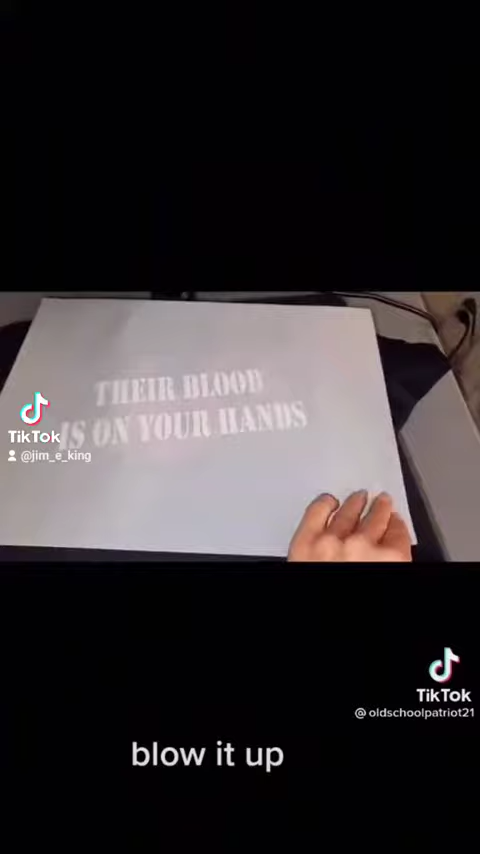 THEIR BLOOD
IS ON YOUR HANDS
TikTok
@jim_e_king
TikTok
@oldschoolpatriot21
blow it up